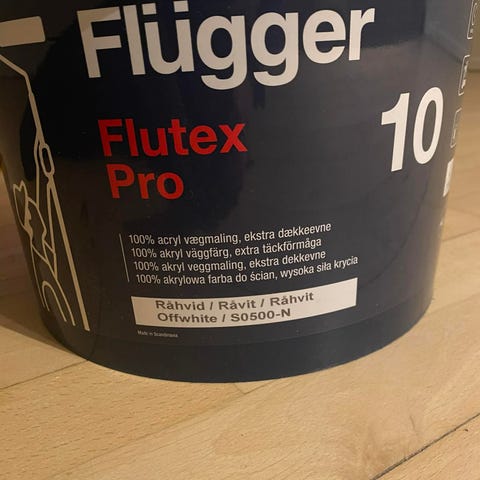 Flügger
Flutex
Pro
10
100% acryl vægmaling, ekstra dækkeevne
100% akryl väggfärg, extra täckförmåga
100% akryl veggmaling, ekstra dekkevne
100% akrylowa farba do ścian, wysoka siła krycia
Råhvid / Råvit / Råhvit
Offwhite / S0500-N
Made in Scandinavia